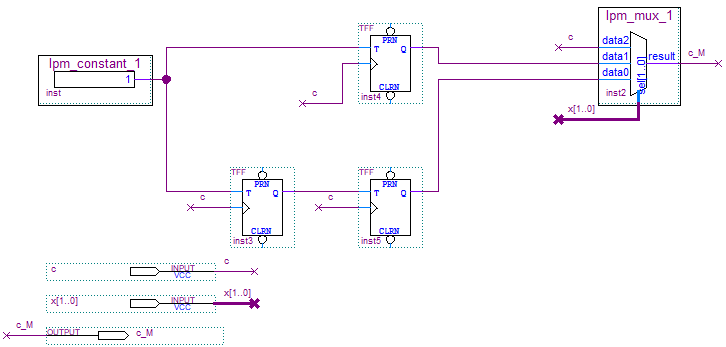 lpm_constant_1
1
inst
c
TFF
PRN
T
Q
CLRN
inst4
lpm_mux_1
c
data2
data1
data0
result
sel[1..0]
inst2
c_M
x[1..0]
TFF
PRN
T
Q
c
CLRN
inst3
TFF
PRN
T
Q
c
CLRN
inst5
c
INPUT
VCC
c
x[1..0]
INPUT
VCC
x[1..0]
c_M
OUTPUT
c_M